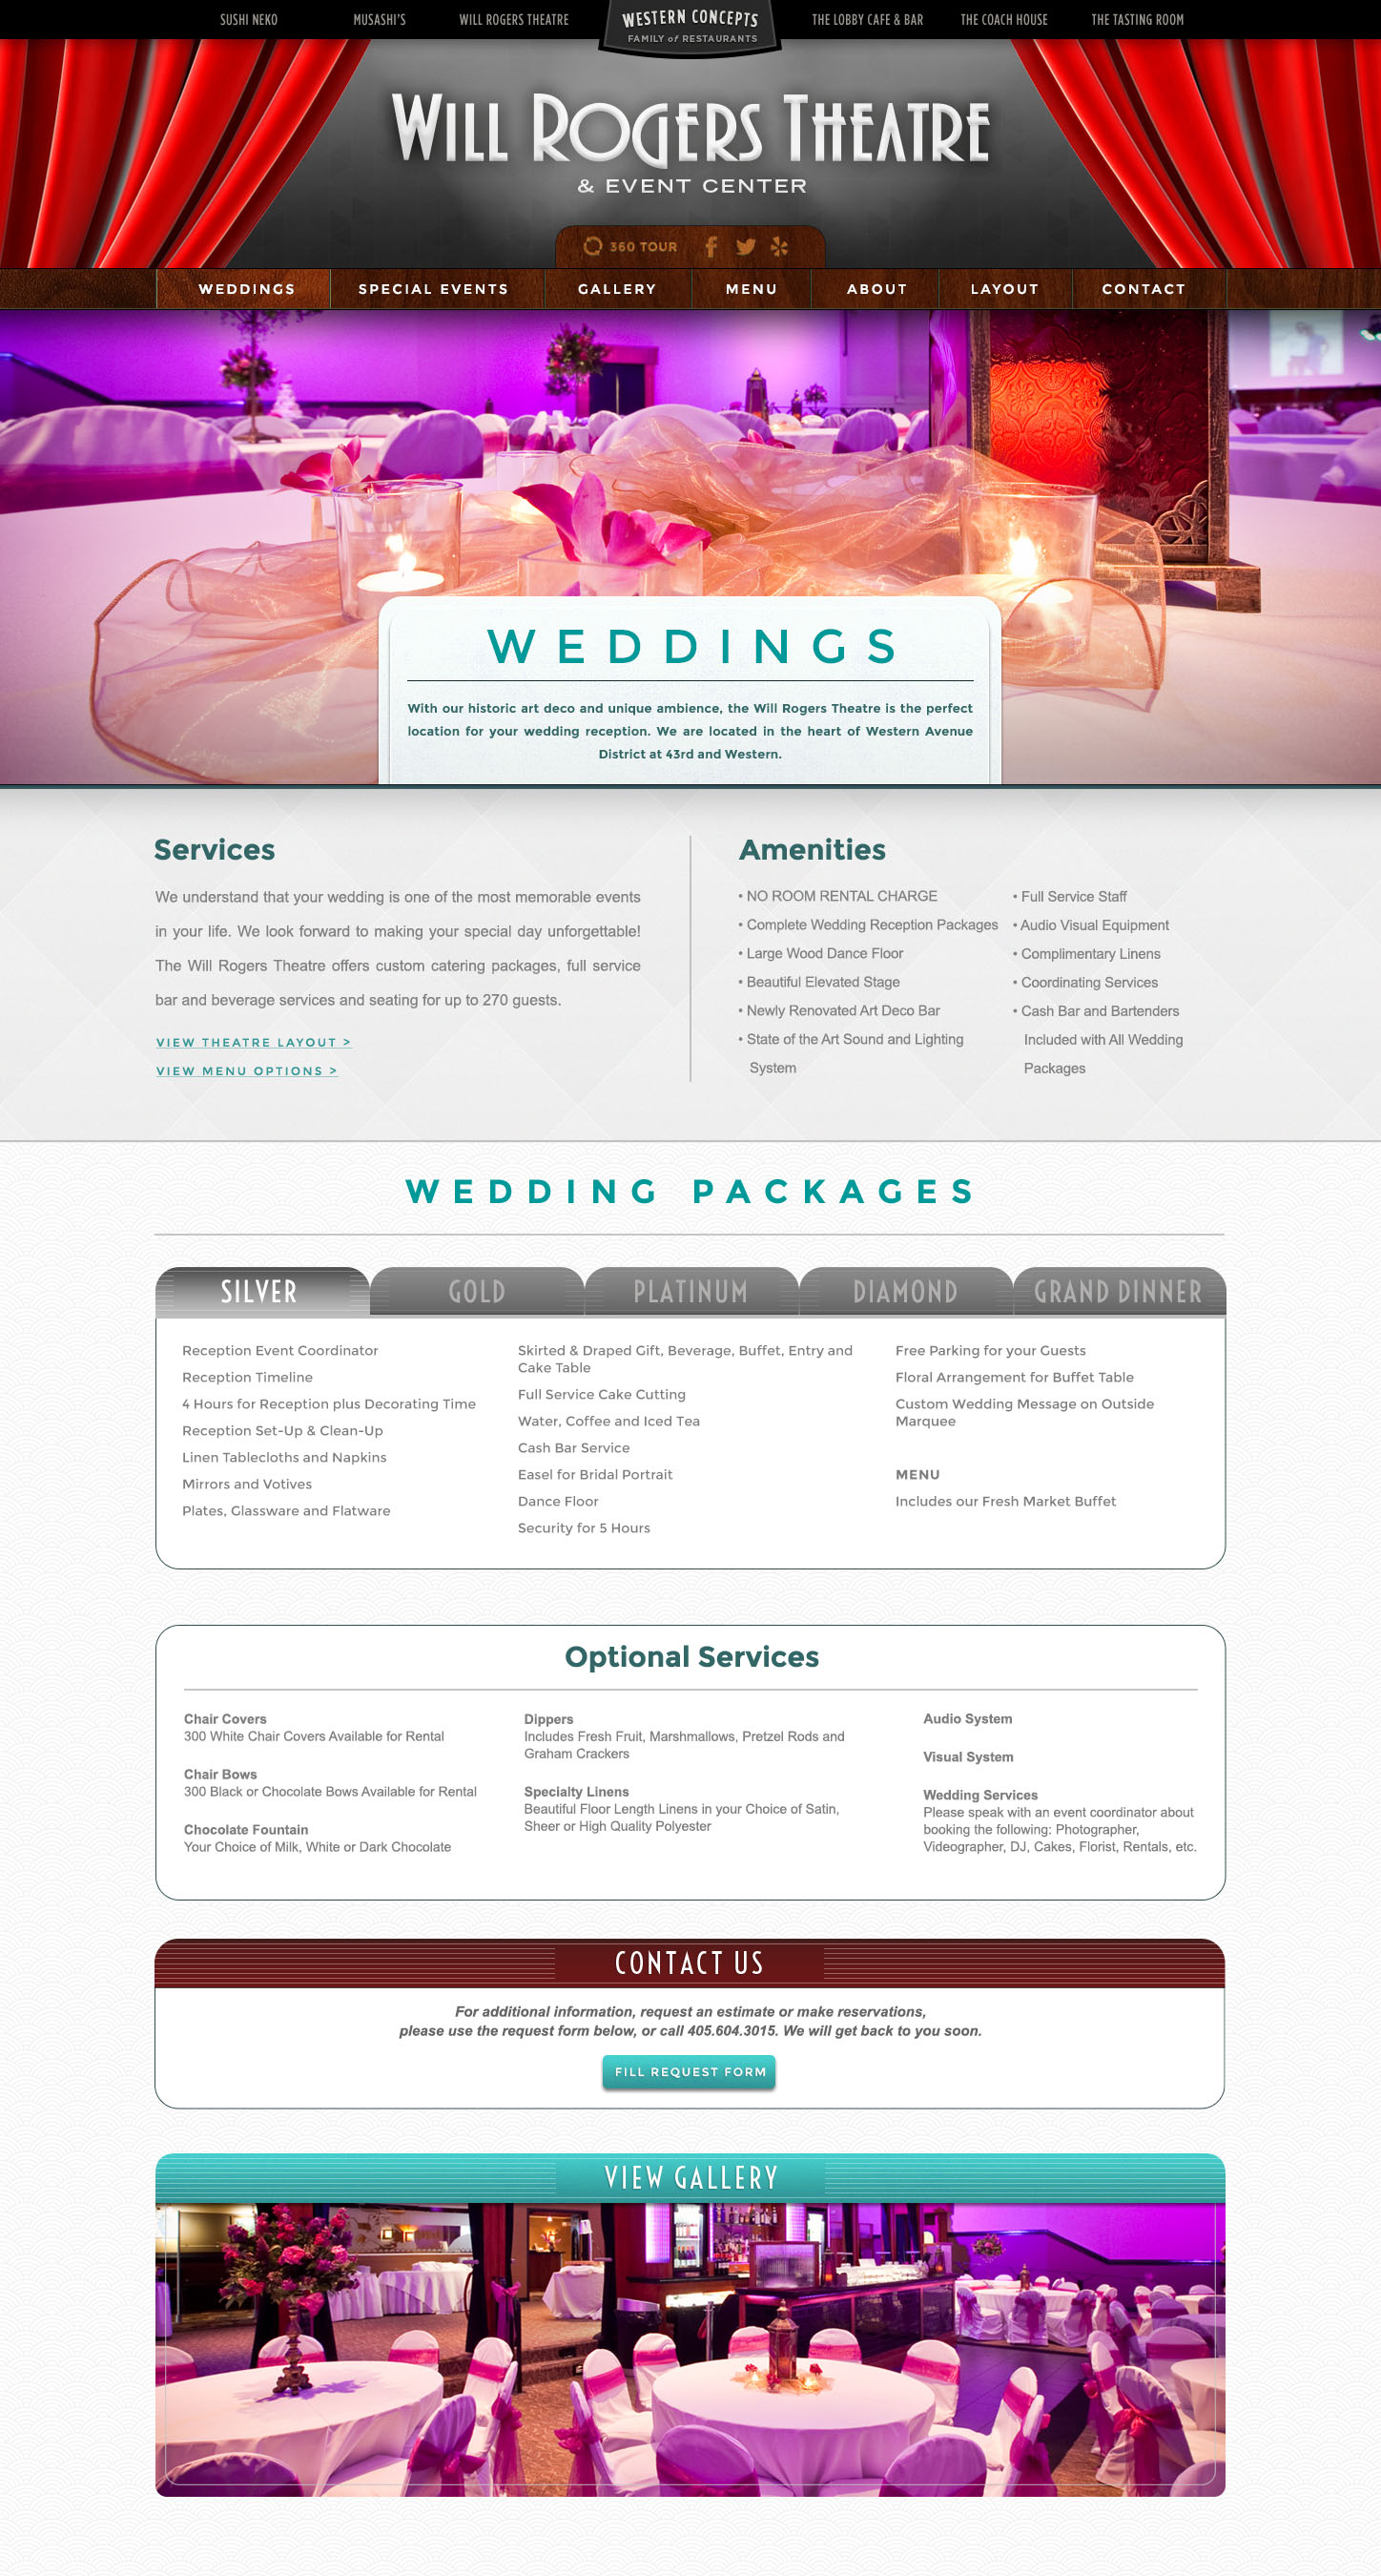 SUSHI NEKO
MUSASHI'S
WILL ROGERS THEATRE
WESTERN CONCEPTS
FAMILY of RESTAURANTS
THE LOBBY CAFE & BAR
THE COACH HOUSE
THE TASTING ROOM
WILL ROGERS THEATRE
& EVENT CENTER
360 TOUR
WEDDINGS
SPECIAL EVENTS
GALLERY
MENU
ABOUT
LAYOUT
CONTACT
WEDDINGS
With our historic art deco and unique ambience, the Will Rogers Theatre is the perfect
location for your wedding reception. We are located in the heart of Western Avenue
District at 43rd and Western.
Services
We understand that your wedding is one of the most memorable events
in your life. We look forward to making your special day unforgettable!
The Will Rogers Theatre offers custom catering packages, full service
bar and beverage services and seating for up to 270 guests.
VIEW THEATRE LAYOUT >
VIEW MENU OPTIONS >
Amenities
• NO ROOM RENTAL CHARGE
• Complete Wedding Reception Packages
• Large Wood Dance Floor
• Beautiful Elevated Stage
• Newly Renovated Art Deco Bar
• State of the Art Sound and Lighting
System
• Full Service Staff
• Audio Visual Equipment
• Complimentary Linens
• Coordinating Services
• Cash Bar and Bartenders
Included with All Wedding
Packages
WEDDING PACKAGES
SILVER
GOLD
PLATINUM
DIAMOND
GRAND DINNER
Reception Event Coordinator
Reception Timeline
4 Hours for Reception plus Decorating Time
Reception Set-Up & Clean-Up
Linen Tablecloths and Napkins
Mirrors and Votives
Plates, Glassware and Flatware
Skirted & Draped Gift, Beverage, Buffet, Entry and
Cake Table
Full Service Cake Cutting
Water, Coffee and Iced Tea
Cash Bar Service
Easel for Bridal Portrait
Dance Floor
Security for 5 Hours
Free Parking for your Guests
Floral Arrangement for Buffet Table
Custom Wedding Message on Outside
Marquee
MENU
Includes our Fresh Market Buffet
Optional Services
Chair Covers
300 White Chair Covers Available for Rental
Chair Bows
300 Black or Chocolate Bows Available for Rental
Chocolate Fountain
Your Choice of Milk, White or Dark Chocolate
Dippers
Includes Fresh Fruit, Marshmallows, Pretzel Rods and
Graham Crackers
Specialty Linens
Beautiful Floor Length Linens in your Choice of Satin,
Sheer or High Quality Polyester
Audio System
Visual System
Wedding Services
Please speak with an event coordinator about
booking the following: Photographer,
Videographer, DJ, Cakes, Florist, Rentals, etc.
CONTACT US
For additional information, request an estimate or make reservations,
please use the request form below, or call 405.604.3015. We will get back to you soon.
FILL REQUEST FORM
VIEW GALLERY